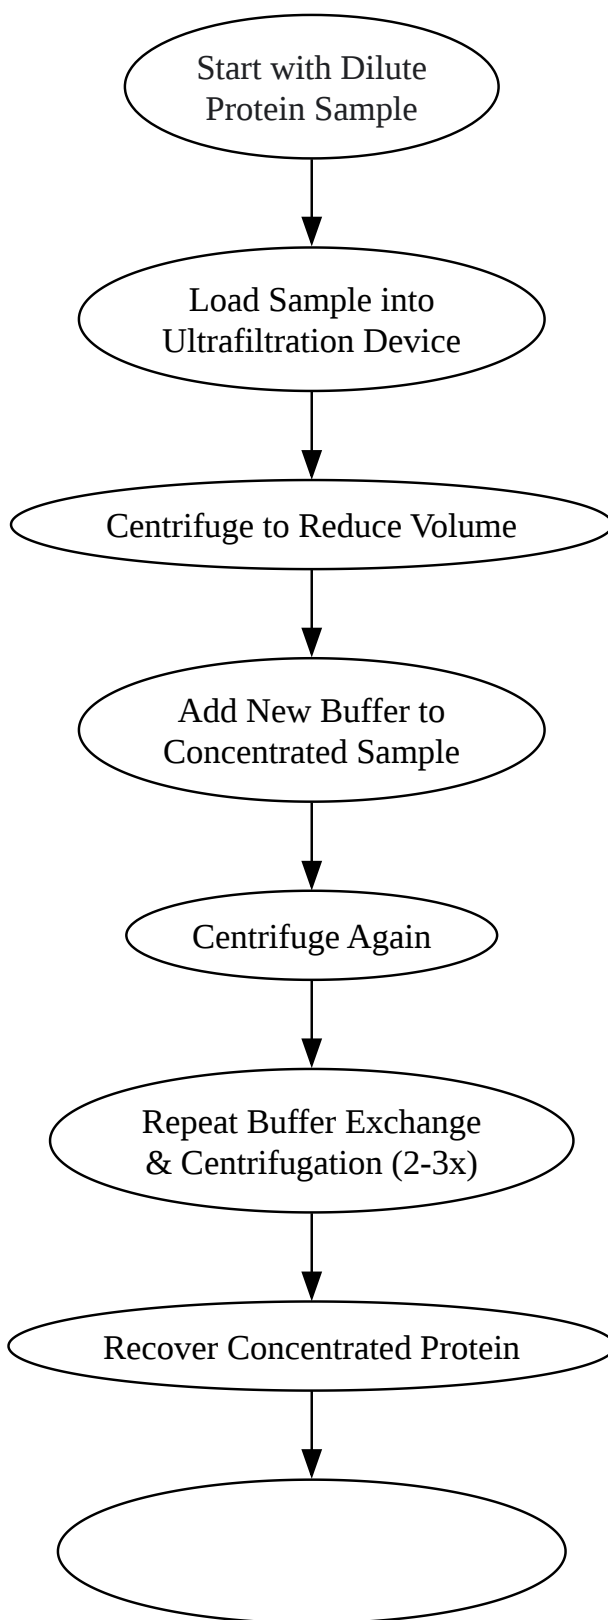 Start with Dilute
Protein Sample
Load Sample into
Ultrafiltration Device
Centrifuge to Reduce Volume
Add New Buffer to
Concentrated Sample
Centrifuge Again
Repeat Buffer Exchange
& Centrifugation (2-3x)
Recover Concentrated Protein